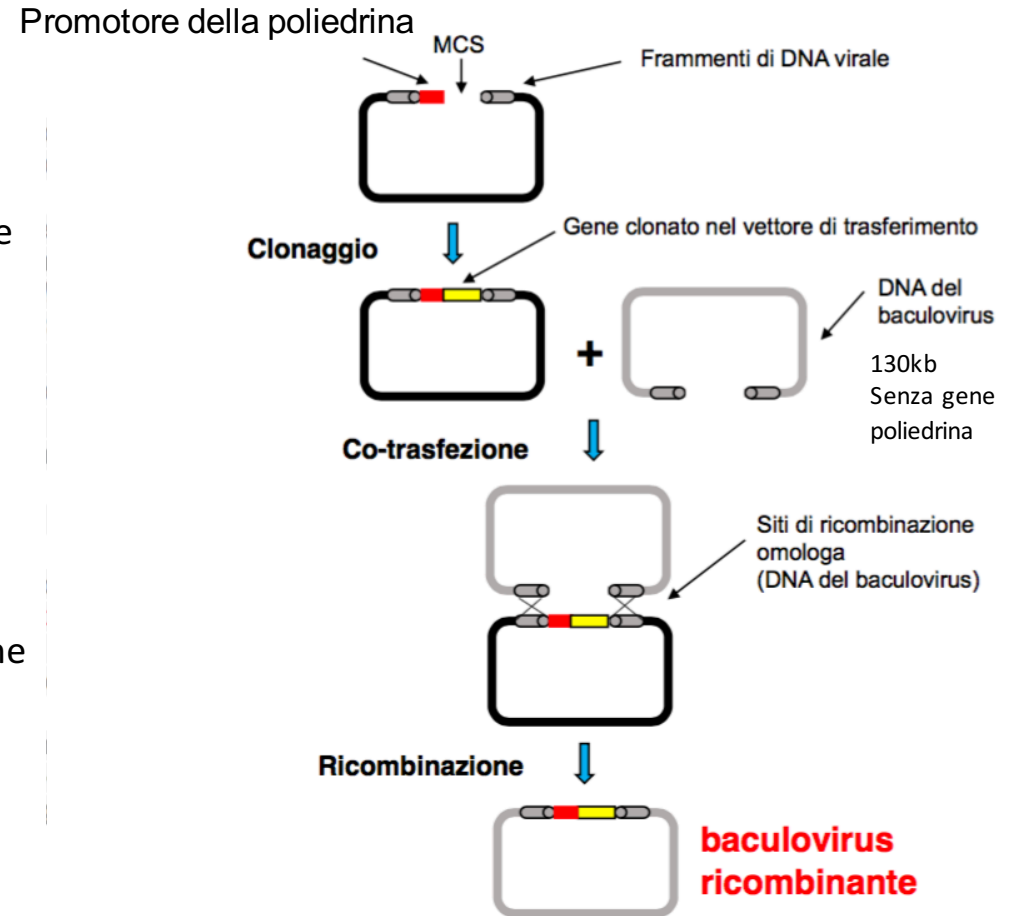 Promotore della poliedrina
MCS
Frammenti di DNA virale
e
Gene clonato nel vettore di trasferimento
Clonaggio
DNA del
baculovirus
+
130kb
Senza gene
poliedrina
Co-trasfezione
Siti di ricombinazione
omologa
(DNA del baculovirus)
ne
Ricombinazione
baculovirus
ricombinante